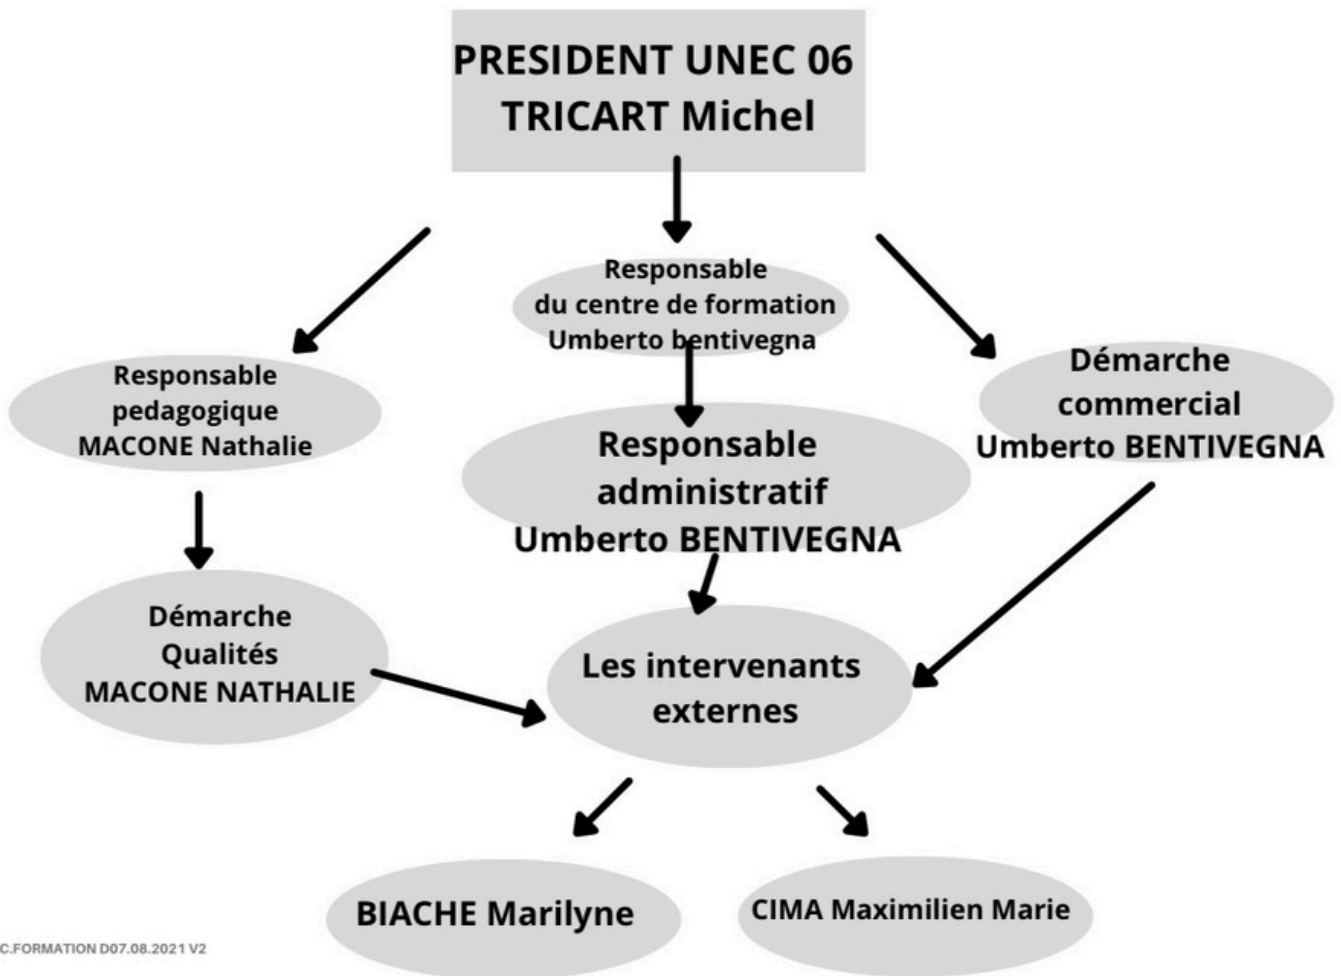 PRESIDENT UNEC 06
TRICART Michel
Responsable
du centre de formation
Umberto bentivegna
Responsable
pedagogique
MACONE Nathalie
Responsable
administratif
Umberto BENTIVEGNA
Démarche
commercial
Umberto BENTIVEGNA
Démarche
Qualités
MACONE NATHALIE
Les intervenants
externes
BIACHE Marilyne
CIMA Maximilien Marie
C.FORMATION D07.08.2021 V2